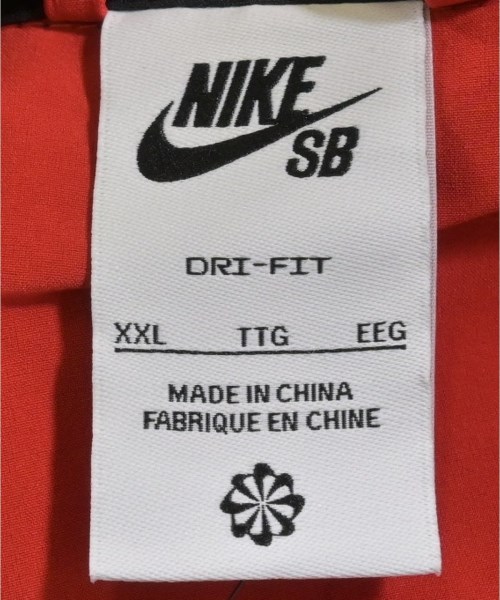 NIKE
SB
DRI-FIT
XXL TTG EEG
MADE IN CHINA
FABRIQUE EN CHINE